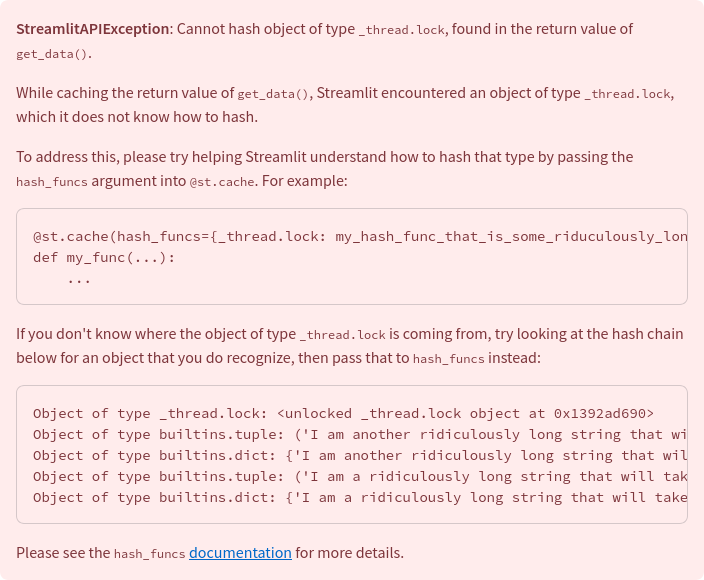 StreamlitAPIException: Cannot hash object of type _thread.lock, found in the return value of
get_data().
While caching the return value of get_data(), Streamlit encountered an object of type _thread.lock,
which it does not know how to hash.
To address this, please try helping Streamlit understand how to hash that type by passing the
hash_funcs argument into @st.cache. For example:
@st.cache(hash_funcs={_thread.lock: my_hash_func_that_is_some_riduculously_lon
def my_func(...):
    ...
If you don't know where the object of type _thread.lock is coming from, try looking at the hash chain
below for an object that you do recognize, then pass that to hash_funcs instead:
Object of type _thread.lock: <unlocked _thread.lock object at 0x1392ad690>
Object of type builtins.tuple: ('I am another ridiculously long string that wi
Object of type builtins.dict: {'I am another ridiculously long string that wil
Object of type builtins.tuple: ('I am a ridiculously long string that will tak
Object of type builtins.dict: {'I am a ridiculously long string that will take
Please see the hash_funcs documentation for more details.